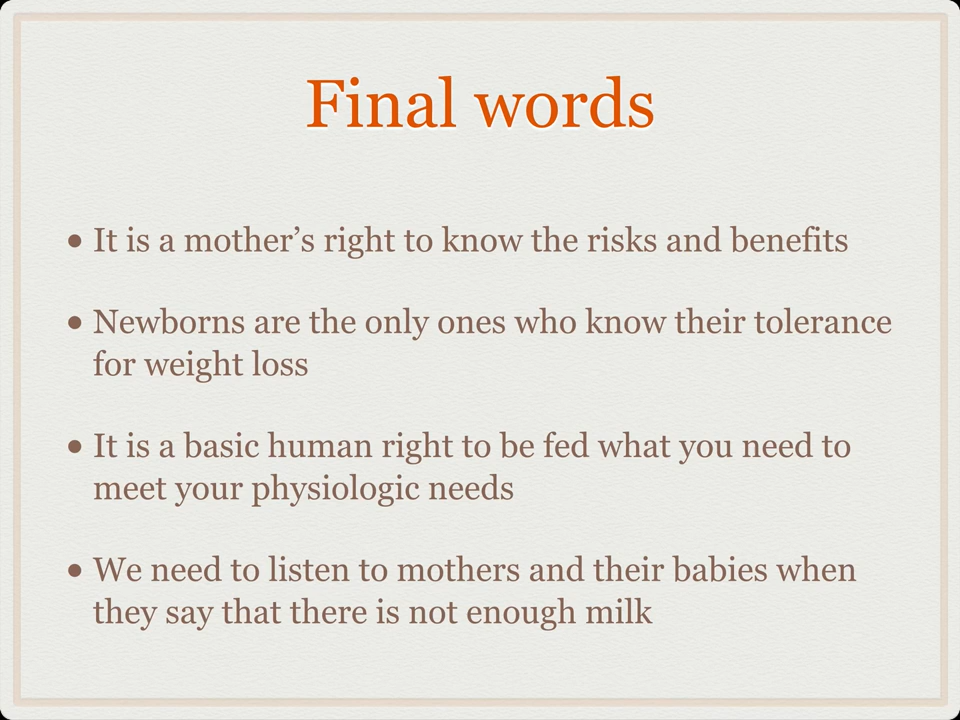 Final words
• It is a mother’s right to know the risks and benefits
• Newborns are the only ones who know their tolerance
for weight loss
• It is a basic human right to be fed what you need to
meet your physiologic needs
• We need to listen to mothers and their babies when
they say that there is not enough milk